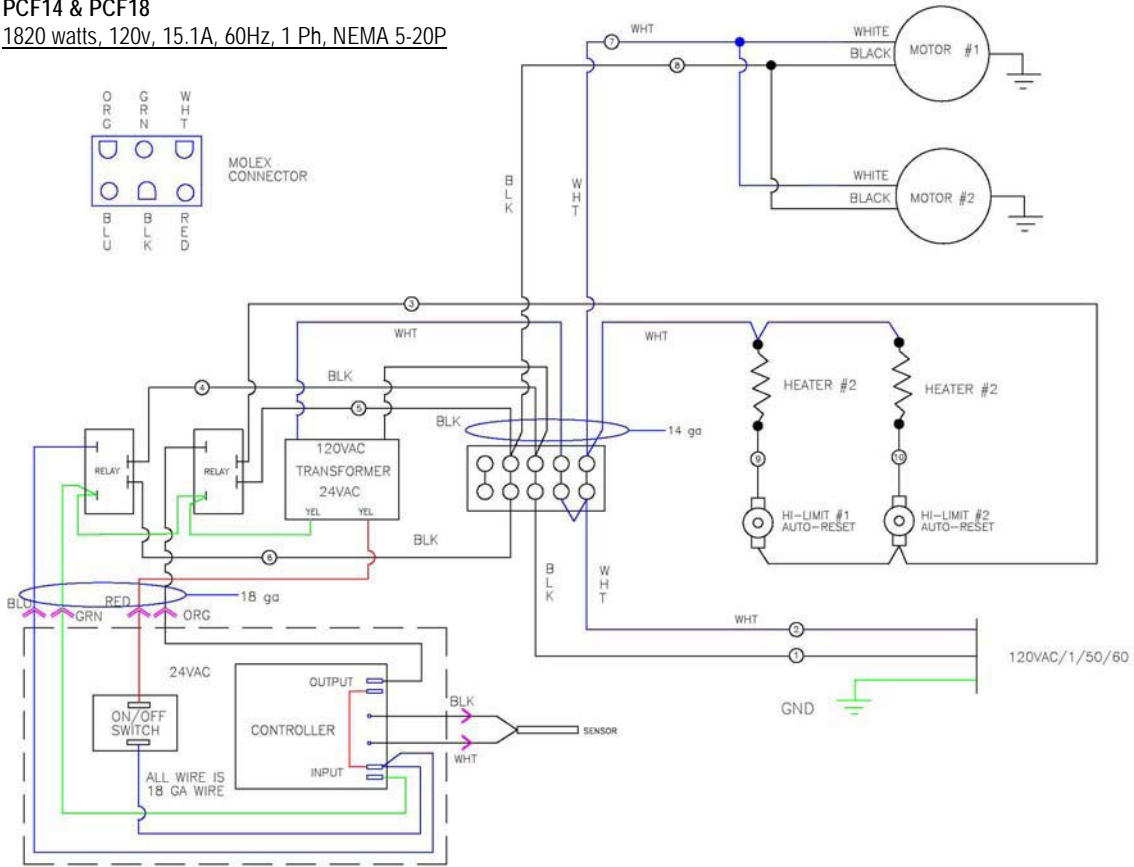 PCF14 & PCF18
1820 watts, 120v, 15.1A, 60Hz, 1 Ph, NEMA 5-20P
ORG
GRN
WHT
MOLEX
CONNECTOR
BLU
BLK
RED
7
WHT
WHITE
BLACK
MOTOR #1
8
BLK
WHT
WHITE
BLACK
MOTOR #2
3
WHT
WHT
4
BLK
5
BLK
14 ga
HEATER #2
HEATER #2
RELAY
RELAY
120VAC
TRANSFORMER
24VAC
YEL
YEL
9
10
HI-LIMIT #1
AUTO-RESET
HI-LIMIT #2
AUTO-RESET
BLK
6
BLK
WHT
18 ga
BLU
GRN
RED
ORG
WHT
2
1
120VAC/1/50/60
GND
24VAC
ON/OFF
SWITCH
OUTPUT
CONTROLLER
INPUT
BLK
WHT
SENSOR
ALL WIRE IS
18 GA WIRE